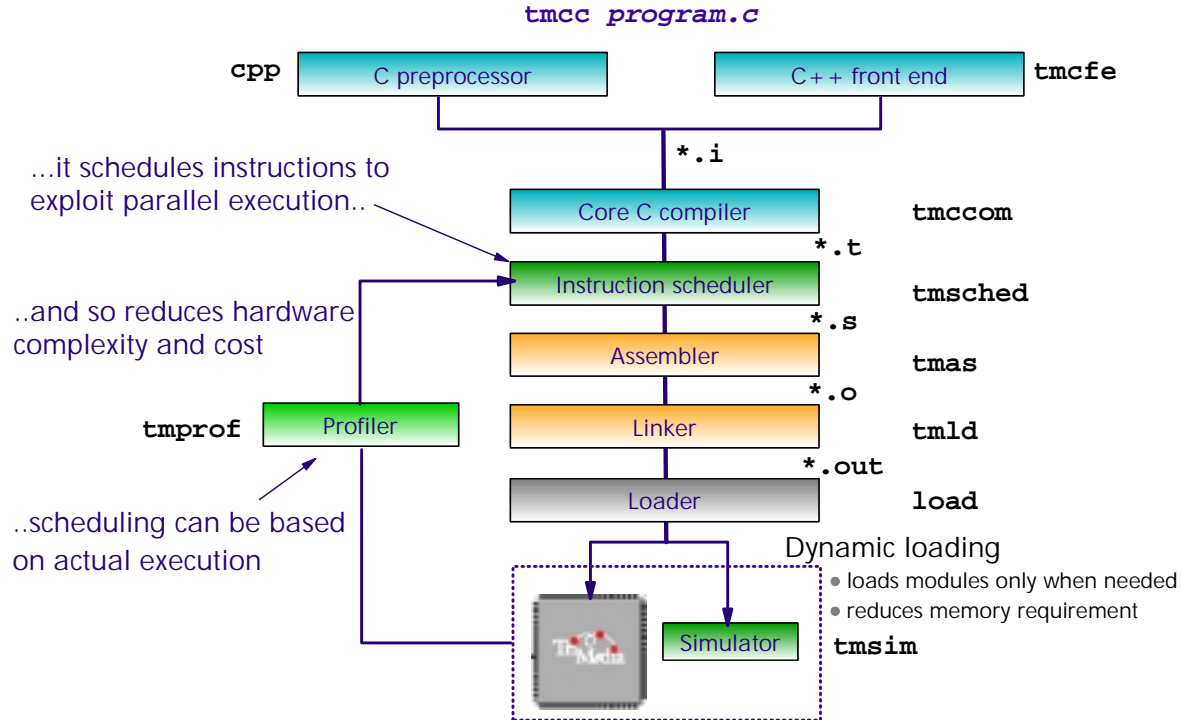 tmcc program.c
cpp
C preprocessor
C++ front end
tmcfe
*.i
...it schedules instructions to
exploit parallel execution..
Core C compiler
tmccom
*.t
Instruction scheduler
tmsched
..and so reduces hardware
complexity and cost
*.s
Assembler
tmas
*.o
tmprof
Profiler
Linker
tmld
*.out
Loader
load
..scheduling can be based
on actual execution
Dynamic loading
● loads modules only when needed
● reduces memory requirement
TriMedia
Simulator
tmsim